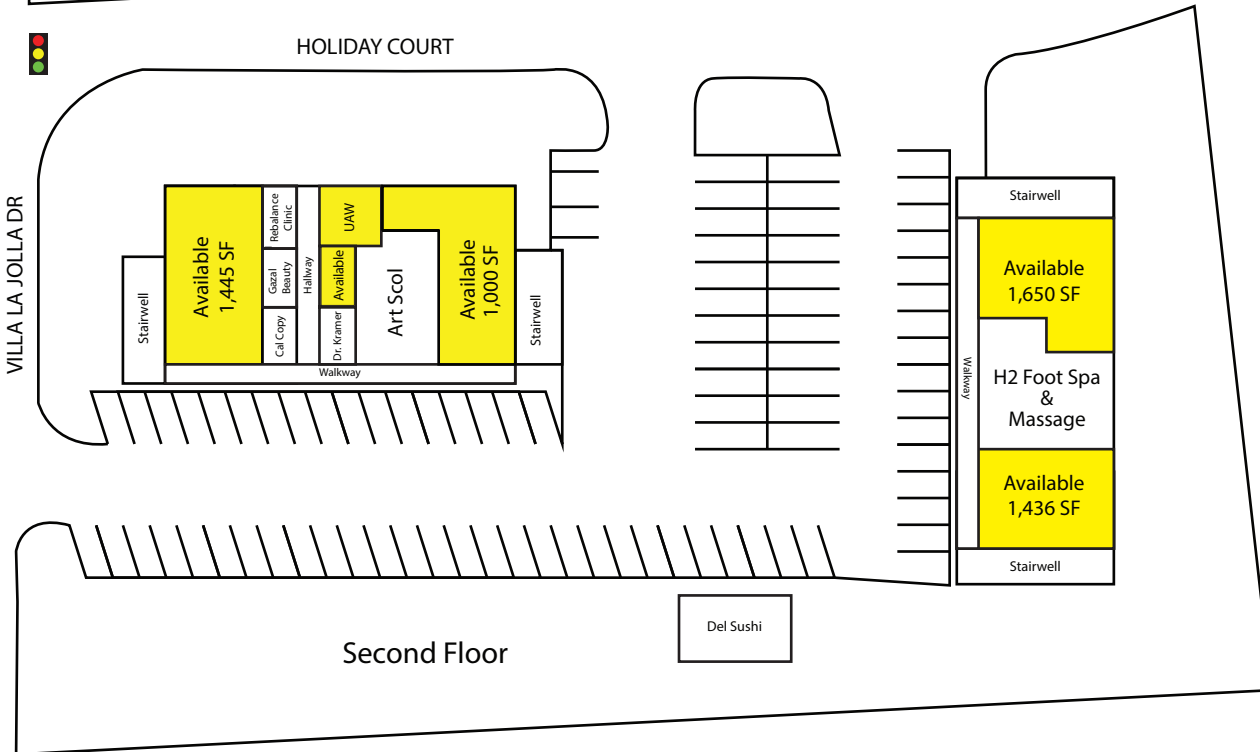 HOLIDAY COURT
VILLA LA JOLLA DR
Stairwell
Available
1,445 SF
Rebalance
Clinic
Gazal
Beauty
Cal Copy
Hallway
UAW
Available
Dr. Kramer
Art Scol
Available
1,000 SF
Stairwell
Walkway
Stairwell
Available
1,650 SF
Walkway
H2 Foot Spa
&
Massage
Available
1,436 SF
Stairwell
Del Sushi
Second Floor